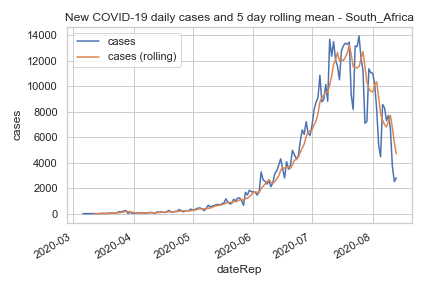 New COVID-19 daily cases and 5 day rolling mean - South_Africa
cases
cases (rolling)
14000
12000
10000
8000
6000
4000
2000
0
cases
2020-03
2020-04
2020-05
2020-06
2020-07
2020-08
dateRep